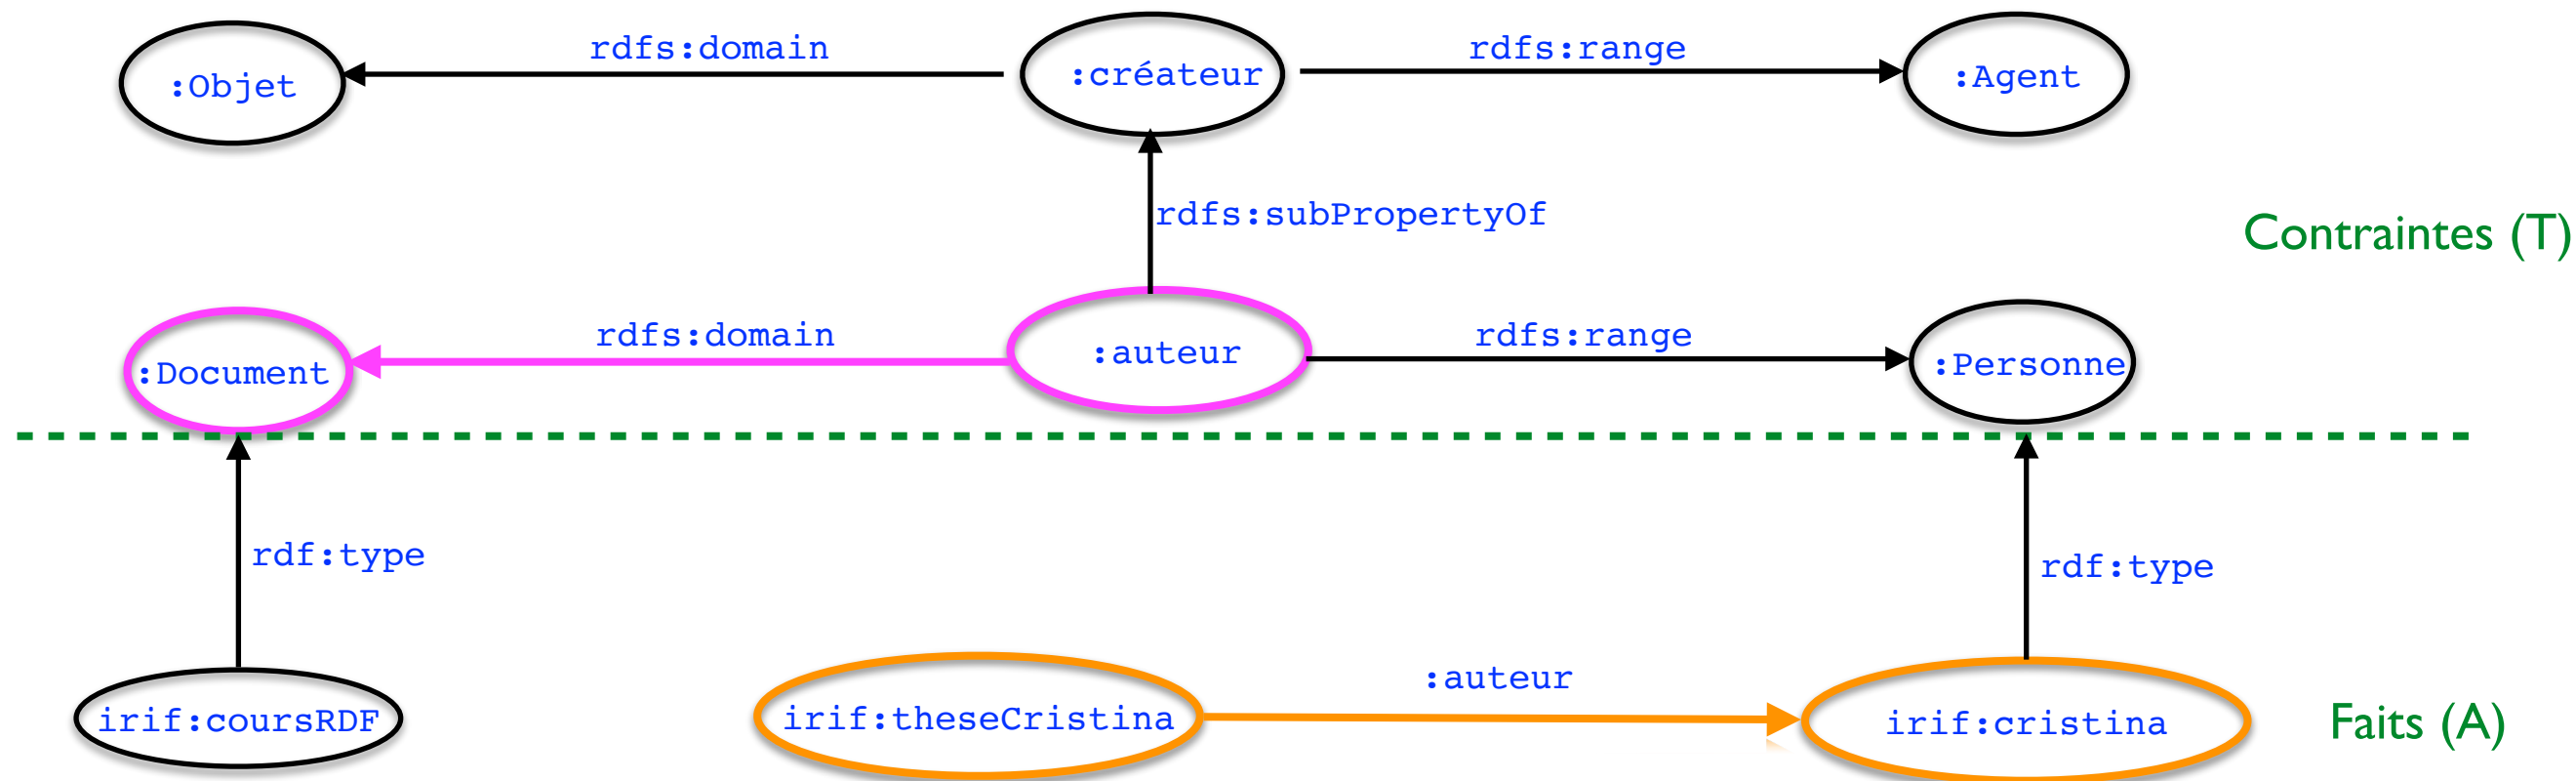 rdfs:domain
rdfs:range
:Objet
:créateur
:Agent
rdfs:subPropertyOf
Contraintes (T)
rdfs:domain
rdfs:range
:Document
:auteur
:Personne
rdf:type
rdf:type
:auteur
irif:coursRDF
irif:theseCristina
irif:cristina
Faits (A)